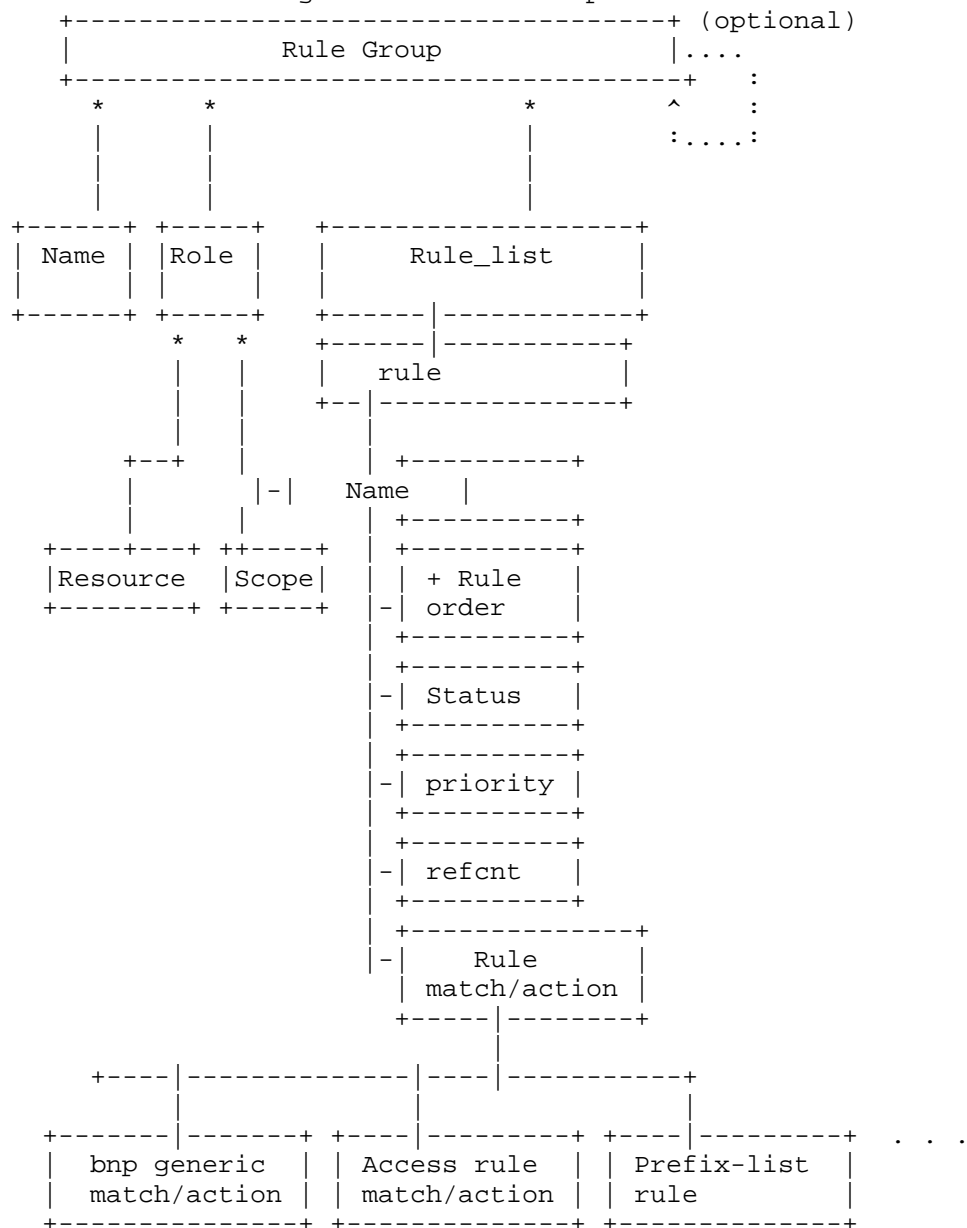 (optional)
Rule Group
Name Role Rule_list
rule
Name
Resource Scope + Rule
order
Status
priority
refcnt
Rule
match/action
bnp generic Access rule Prefix-list
match/action match/action rule